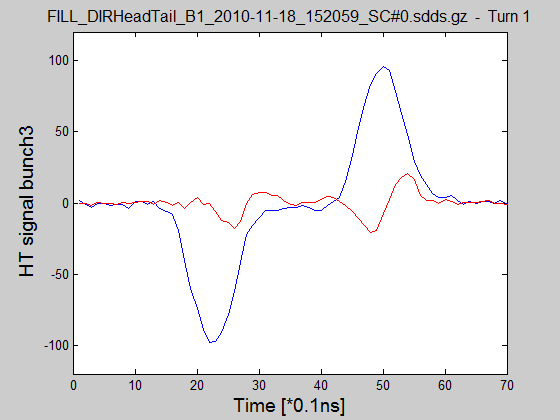 FILL_DIRHeadTail_B1_2010-11-18_152059_SC#0.sdds.gz - Turn 1
HT signal bunch3
100
50
0
-50
-100
0 10 20 30 40 50 60 70
Time [*0.1ns]